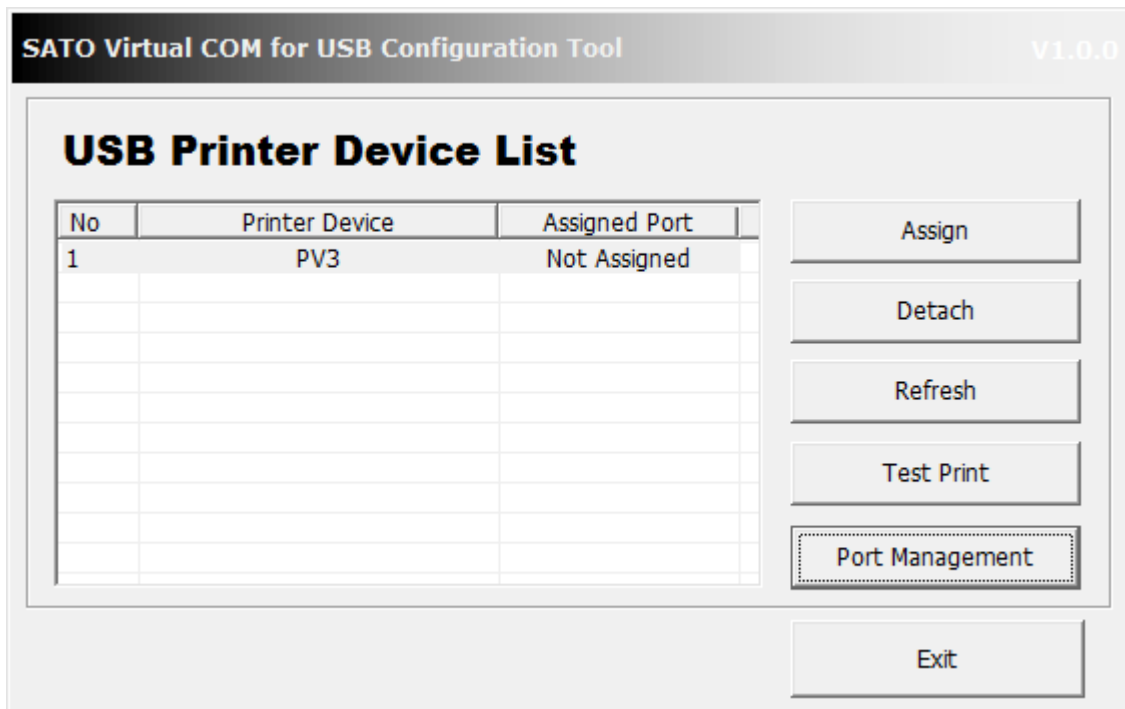 SATO Virtual COM for USB Configuration Tool V1.0.0
USB Printer Device List
No Printer Device Assigned Port
1 PV3 Not Assigned
Assign
Detach
Refresh
Test Print
Port Management
Exit